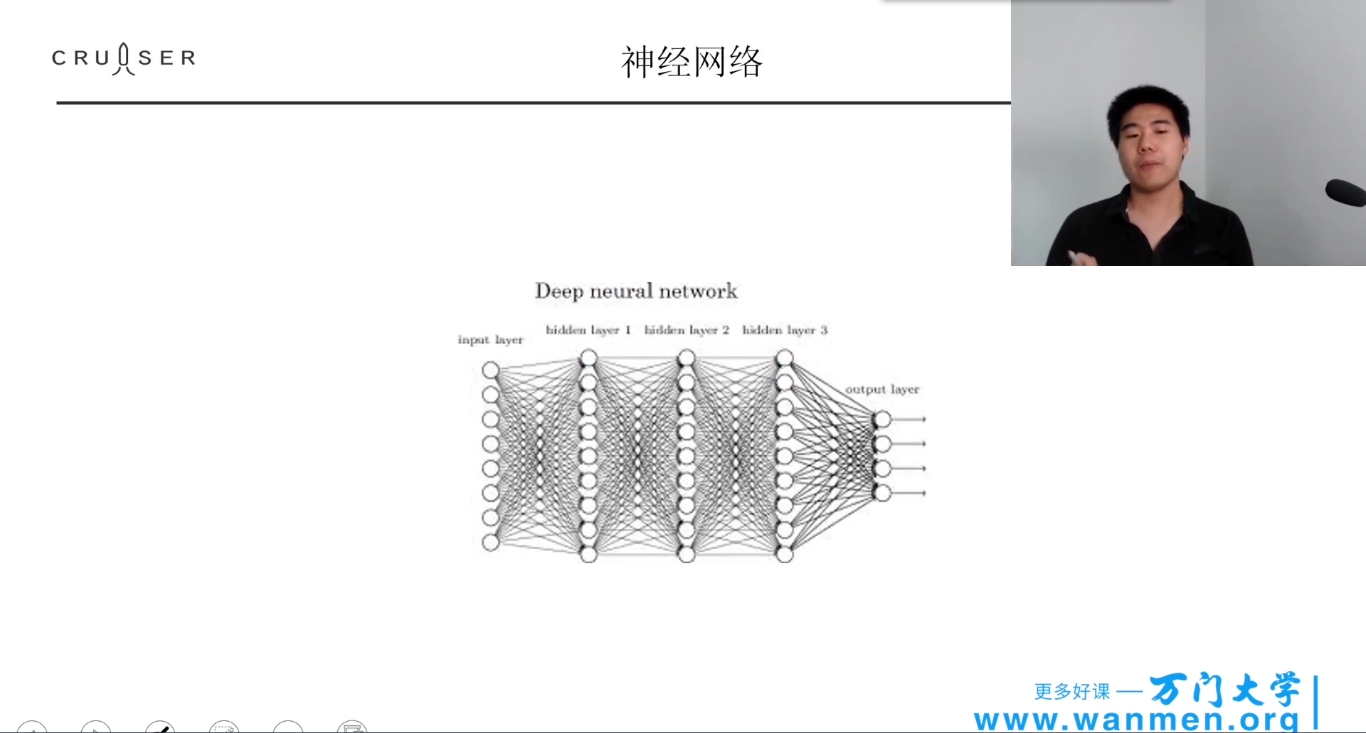 CRUISER
神经网络
Deep neural network
hidden layer 1 hidden layer 2 hidden layer 3
input layer
output layer
更多好课 — 万门大学
www.wanmen.org